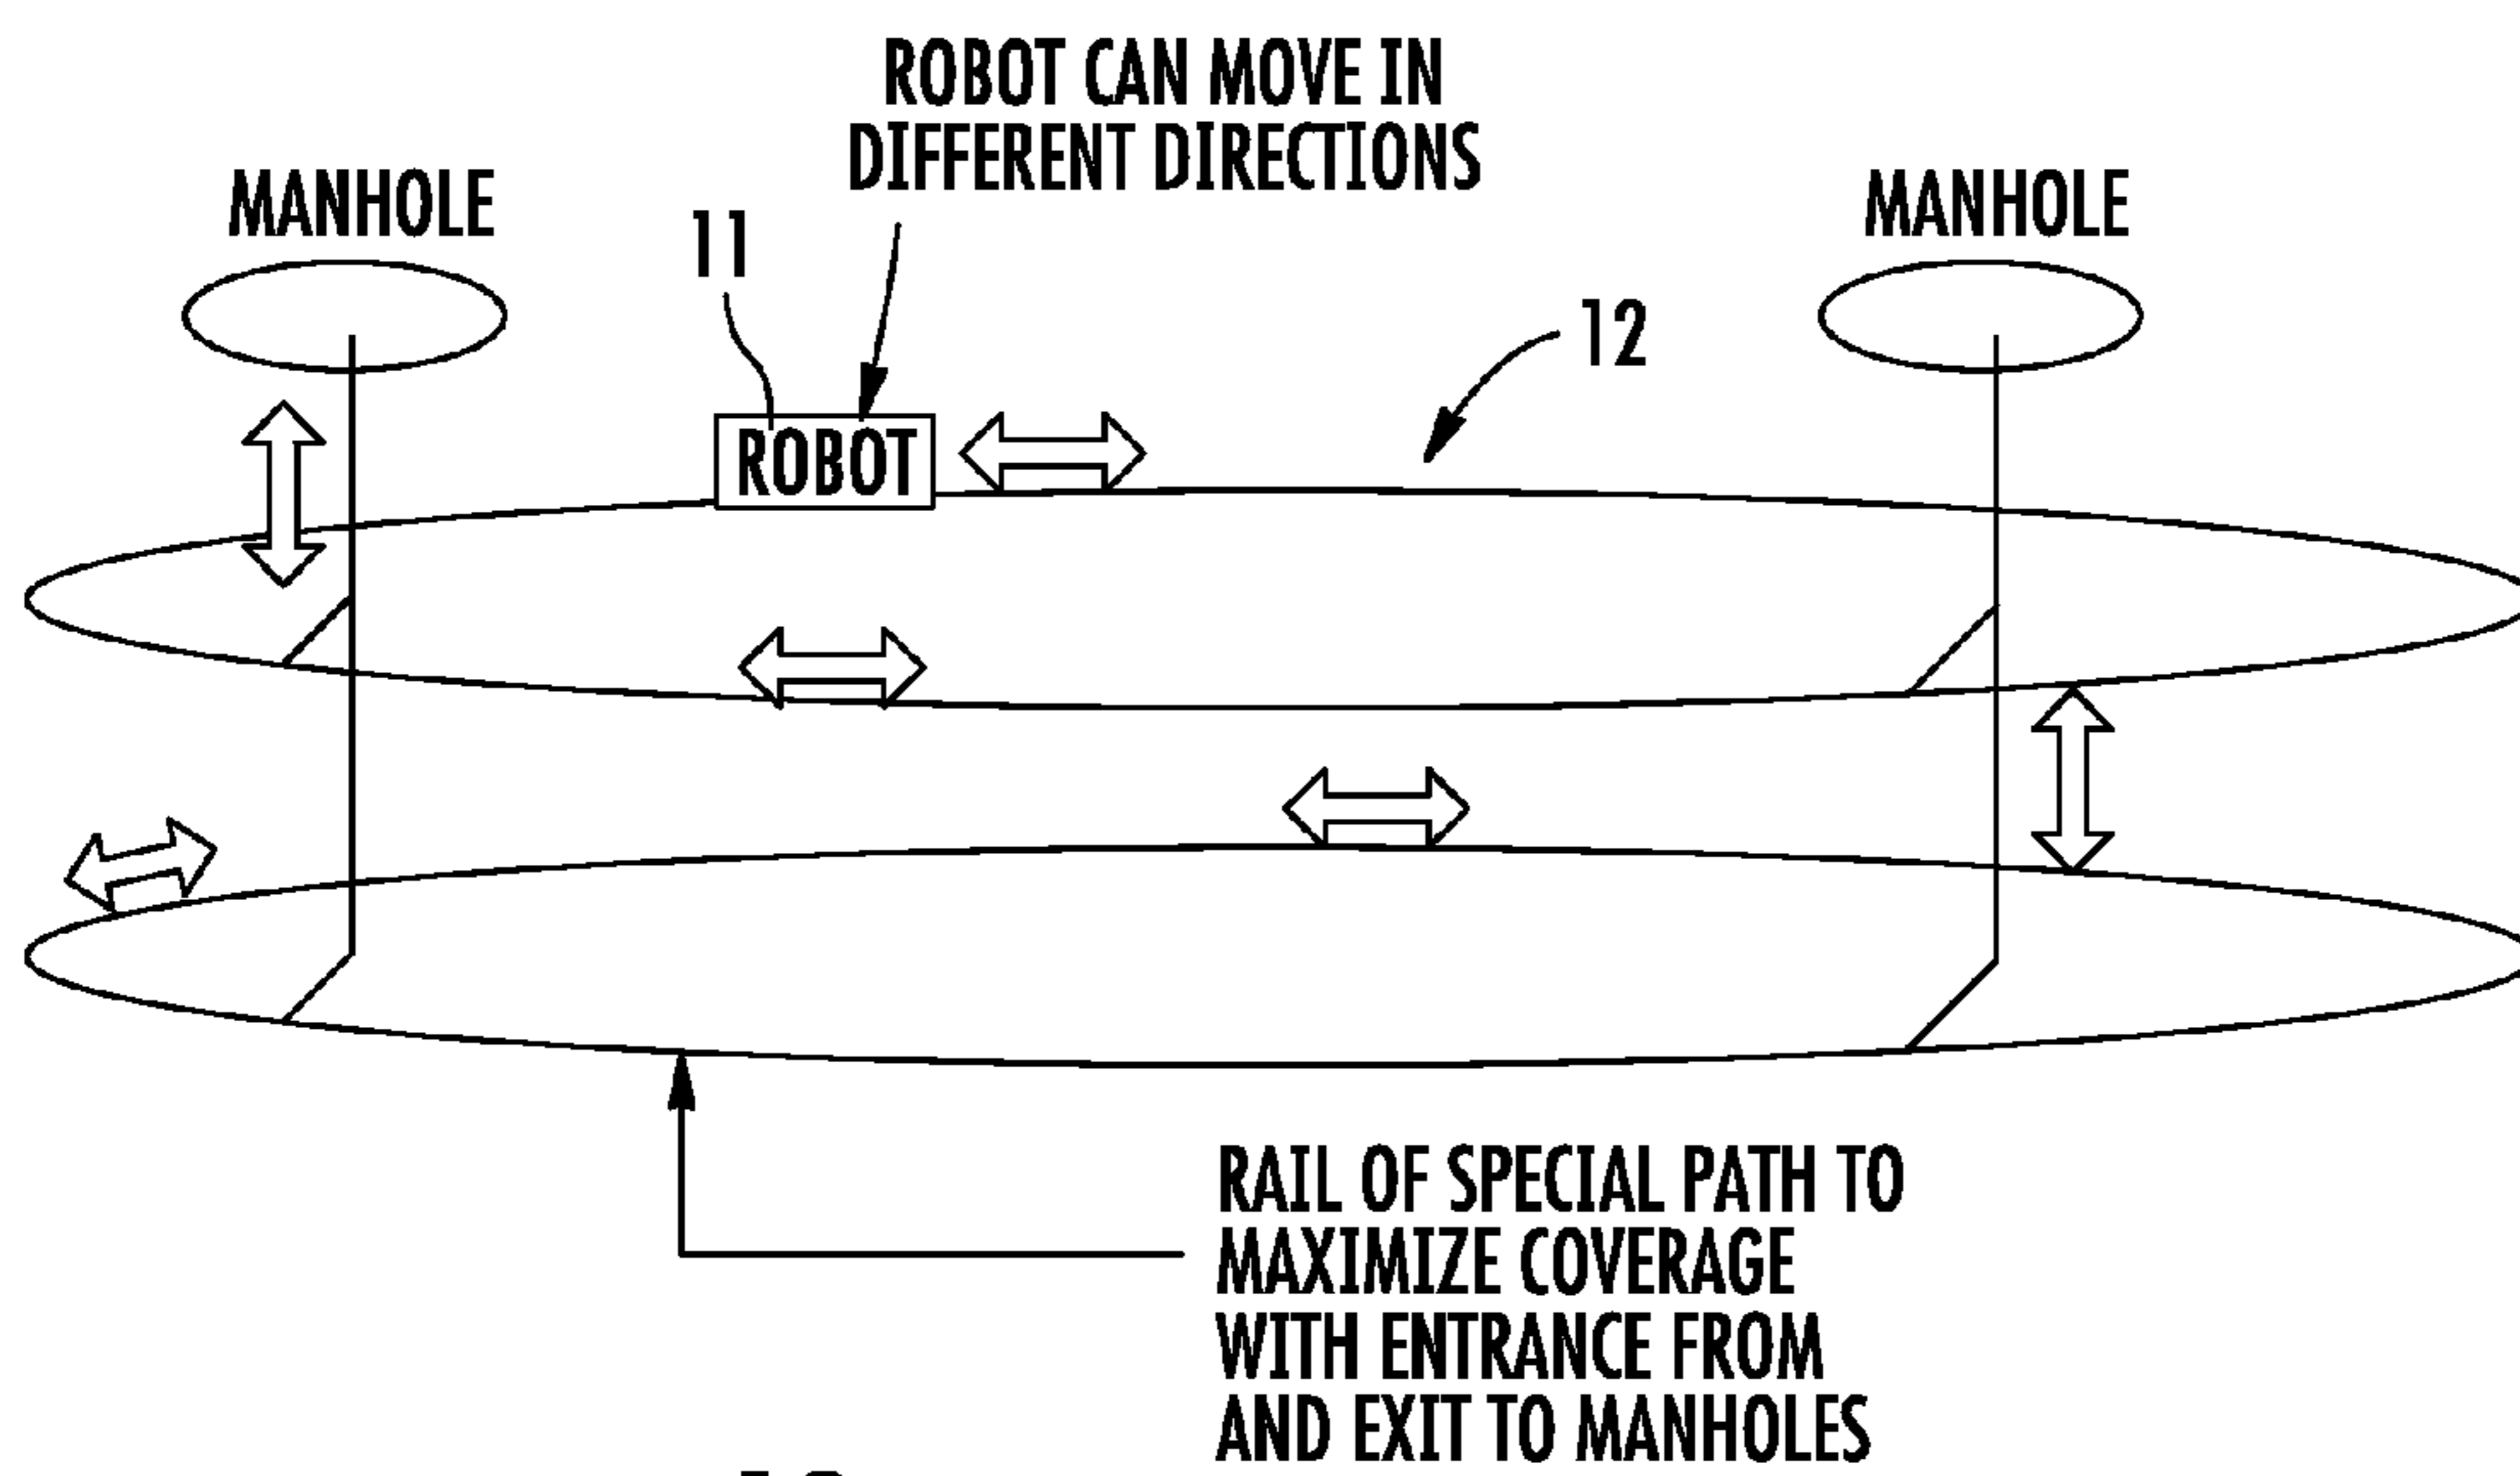 ROBOT CAN MOVE IN
DIFFERENT DIRECTIONS
MANHOLE
MANHOLE
11
12
ROBOT
RAIL OF SPECIAL PATH TO
MAXIMIZE COVERAGE
WITH ENTRANCE FROM
AND EXIT TO MANHOLES